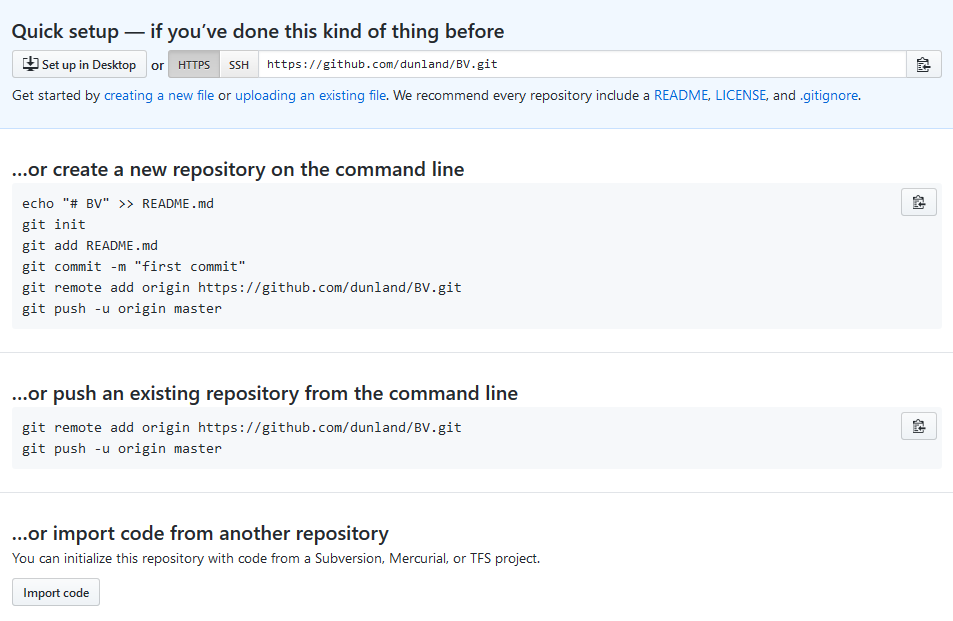 Quick setup — if you’ve done this kind of thing before
Set up in Desktop or HTTPS SSH https://github.com/dunland/BV.git
Get started by creating a new file or uploading an existing file. We recommend every repository include a README, LICENSE, and .gitignore.
…or create a new repository on the command line
echo "# BV" >> README.md
git init
git add README.md
git commit -m "first commit"
git remote add origin https://github.com/dunland/BV.git
git push -u origin master
…or push an existing repository from the command line
git remote add origin https://github.com/dunland/BV.git
git push -u origin master
…or import code from another repository
You can initialize this repository with code from a Subversion, Mercurial, or TFS project.
Import code